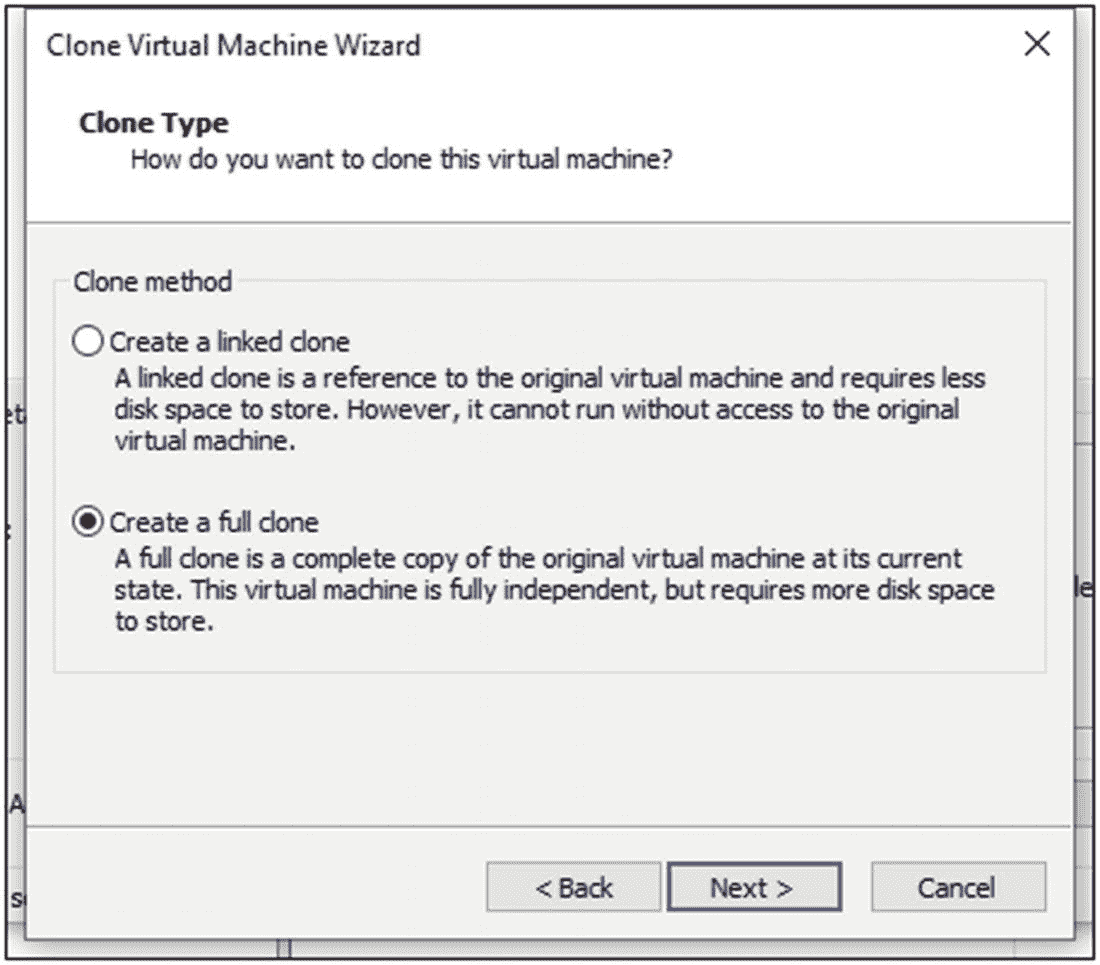 Clone Virtual Machine Wizard
Clone Type
How do you want to clone this virtual machine?
Clone method
Create a linked clone
A linked clone is a reference to the original virtual machine and requires less
disk space to store. However, it cannot run without access to the original
virtual machine.
Create a full clone
A full clone is a complete copy of the original virtual machine at its current
state. This virtual machine is fully independent, but requires more disk space
to store.
< Back
Next >
Cancel